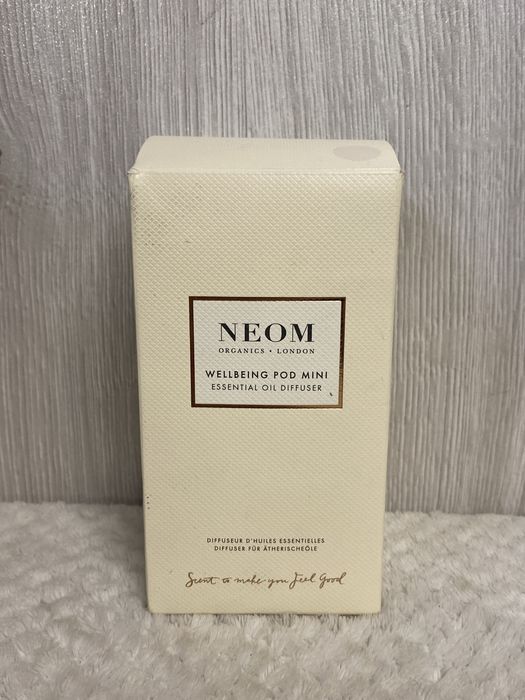 NEOM
ORGANICS • LONDON
WELLBEING POD MINI
ESSENTIAL OIL DIFFUSER
DIFFUSEUR D'HUILES ESSENTIELLES
DIFFUSER FÜR ÄTHERISCHEÖLE
Scent to make you Feel Good